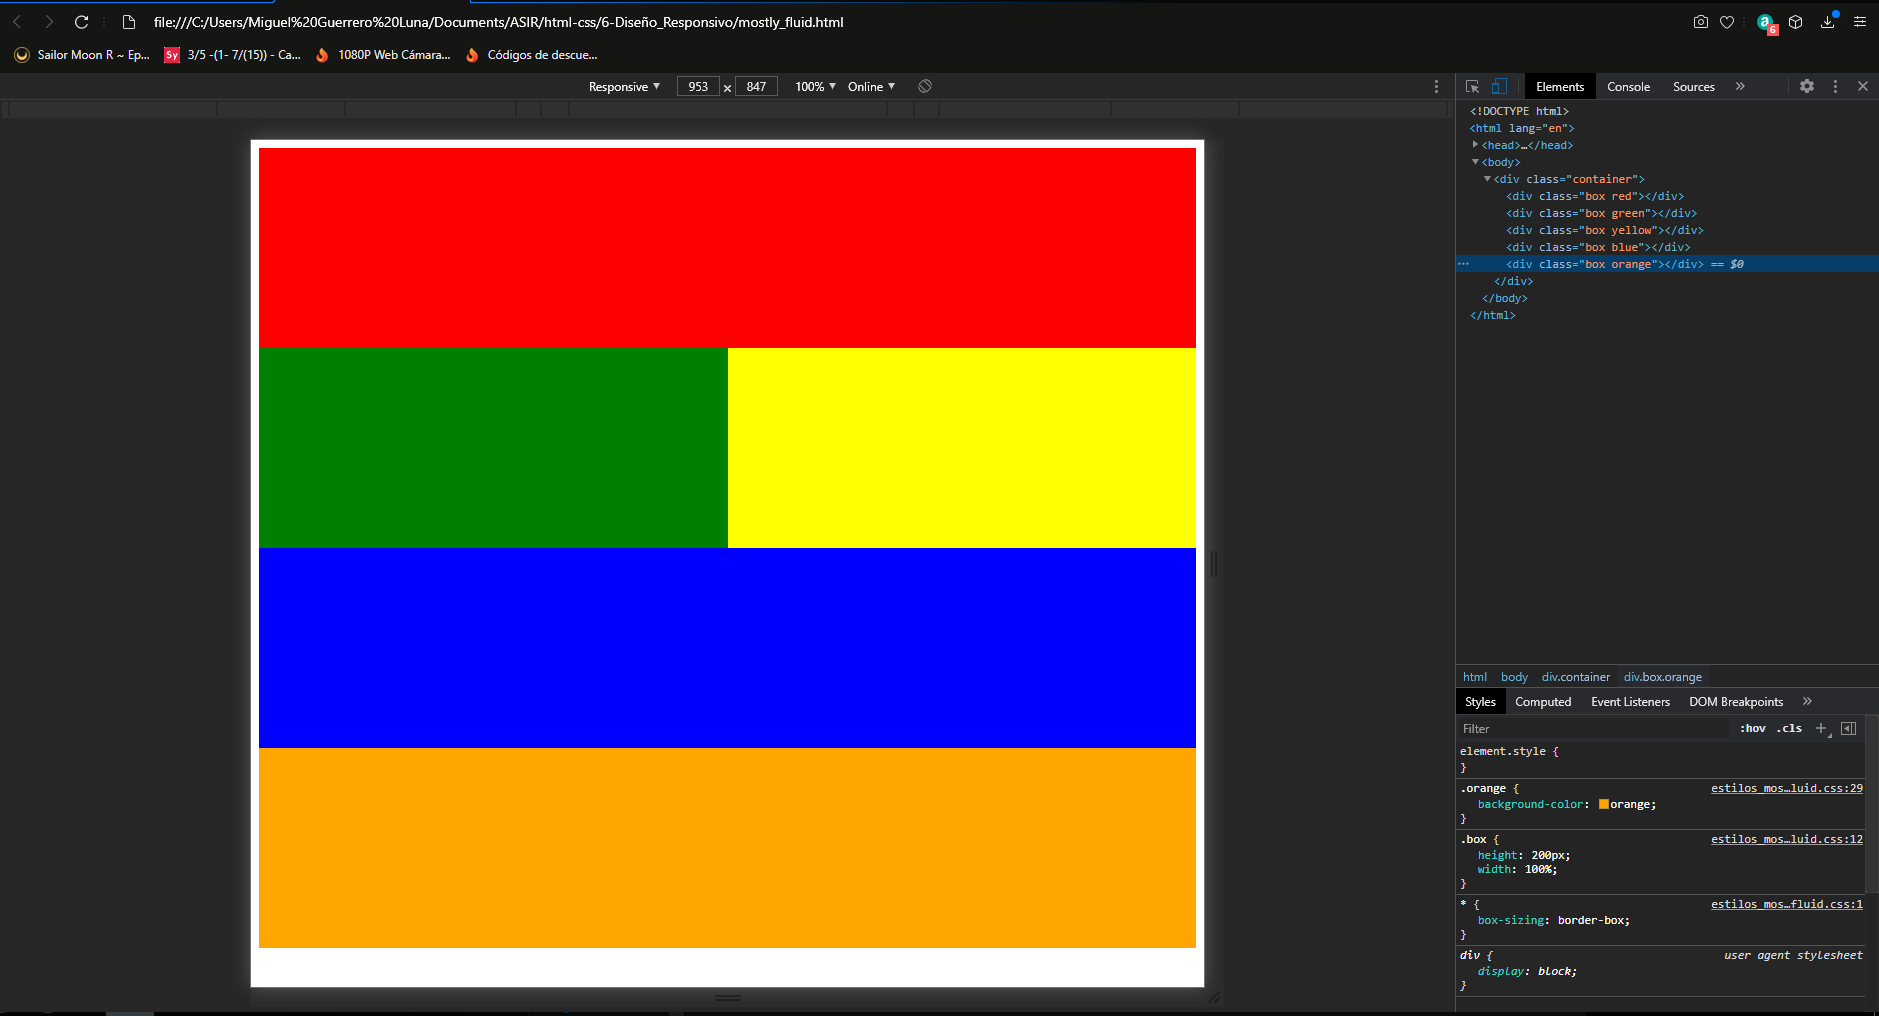 file:///C:/Users/Miguel%20Guerrero%20Luna/Documents/ASIR/html-css/6-Diseño_Responsivo/mostly_fluid.html
6
Sailor Moon R ~ Ep... Sy 3/5 -(1- 7/(15)) - Ca... 1080P Web Cámara... Códigos de descue...
Responsive ▼ 953 × 847 100% ▼ Online ▼
Elements Console Sources »
<!DOCTYPE html>
<html lang="en">
▶<head>…</head>
▼<body>
▼<div class="container">
<div class="box red"></div>
<div class="box green"></div>
<div class="box yellow"></div>
<div class="box blue"></div>
<div class="box orange"></div> == $0
</div>
</body>
</html>
html body div.container div.box.orange
Styles Computed Event Listeners DOM Breakpoints »
Filter :hov .cls +
element.style {
}
.orange { estilos_mos…luid.css:29
background-color: orange;
}
.box { estilos_mos…luid.css:12
height: 200px;
width: 100%;
}
* { estilos_mos…fluid.css:1
box-sizing: border-box;
}
div { user agent stylesheet
display: block;
}